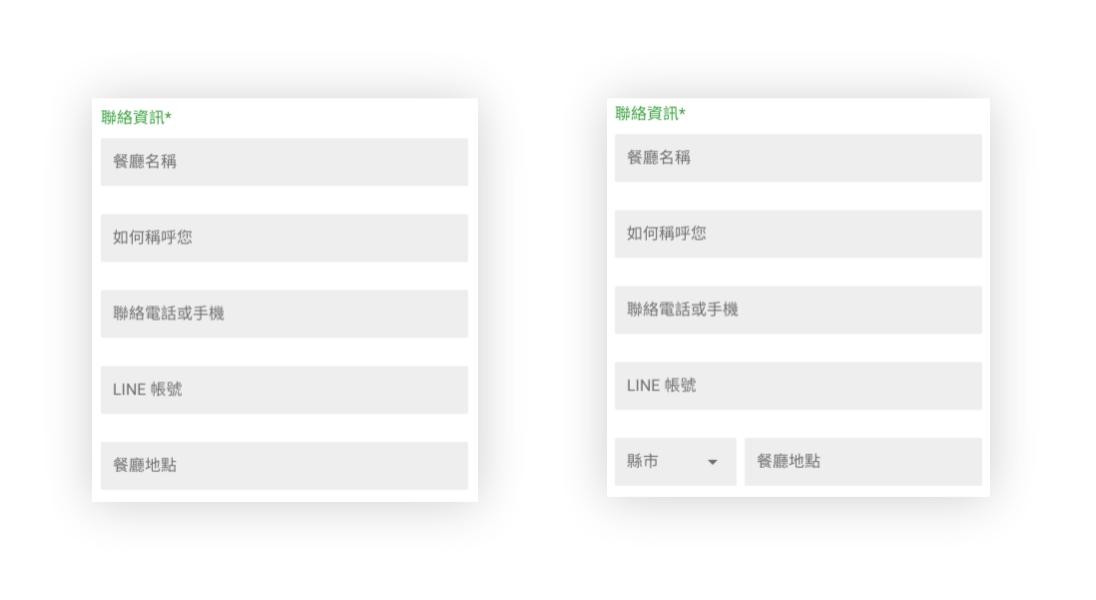 聯絡資訊*
餐廳名稱
如何稱呼您
聯絡電話或手機
LINE 帳號
餐廳地點
聯絡資訊*
餐廳名稱
如何稱呼您
聯絡電話或手機
LINE 帳號
縣市
餐廳地點